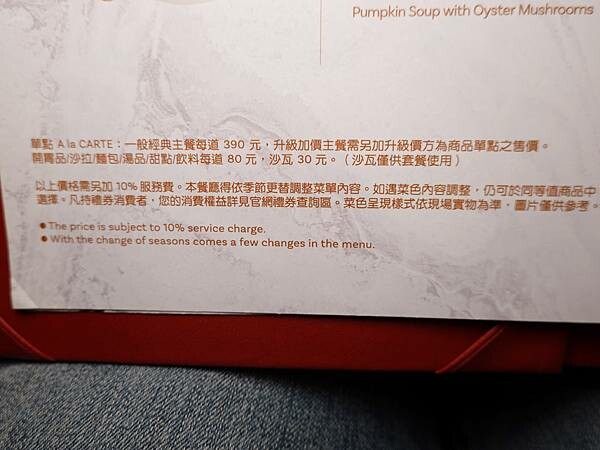 Pumpkin Soup with Oyster Mushrooms
單點 A la CARTE：一般經典主餐每道 390 元，升級加價主餐需另加升級價方為商品單點之售價。
開胃品/沙拉/麵包/湯品/甜點/飲料每道 80 元，沙瓦 30 元。（沙瓦僅供套餐使用）
以上價格需另加 10% 服務費。本餐廳得依季節更替調整菜單內容。如遇菜色內容調整，仍可於同等值商品中
選擇。凡持禮券消費者，您的消費權益詳見官網禮券查詢區。菜色呈現樣式依現場實物為準，圖片僅供參考。
● The price is subject to 10% service charge.
● With the change of seasons comes a few changes in the menu.